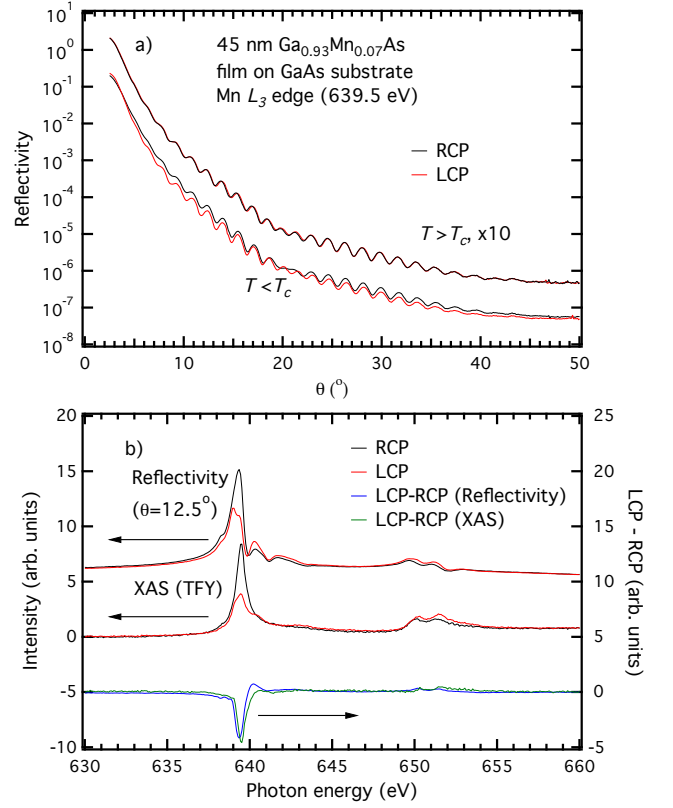 a)
45 nm Ga0.93Mn0.07As
film on GaAs substrate
Mn L3 edge (639.5 eV)
RCP
LCP
T > Tc, x10
T < Tc
Reflectivity
10^0
10^-1
10^-2
10^-3
10^-4
10^-5
10^-6
10^-7
10^-8
0 10 20 30 40 50
θ (°)
b)
Reflectivity
(θ=12.5°)
RCP
LCP
LCP-RCP (Reflectivity)
LCP-RCP (XAS)
XAS (TFY)
Intensity (arb. units)
20
15
10
5
0
-5
-10
LCP - RCP (arb. units)
25
20
15
10
5
0
-5
630 635 640 645 650 655 660
Photon energy (eV)